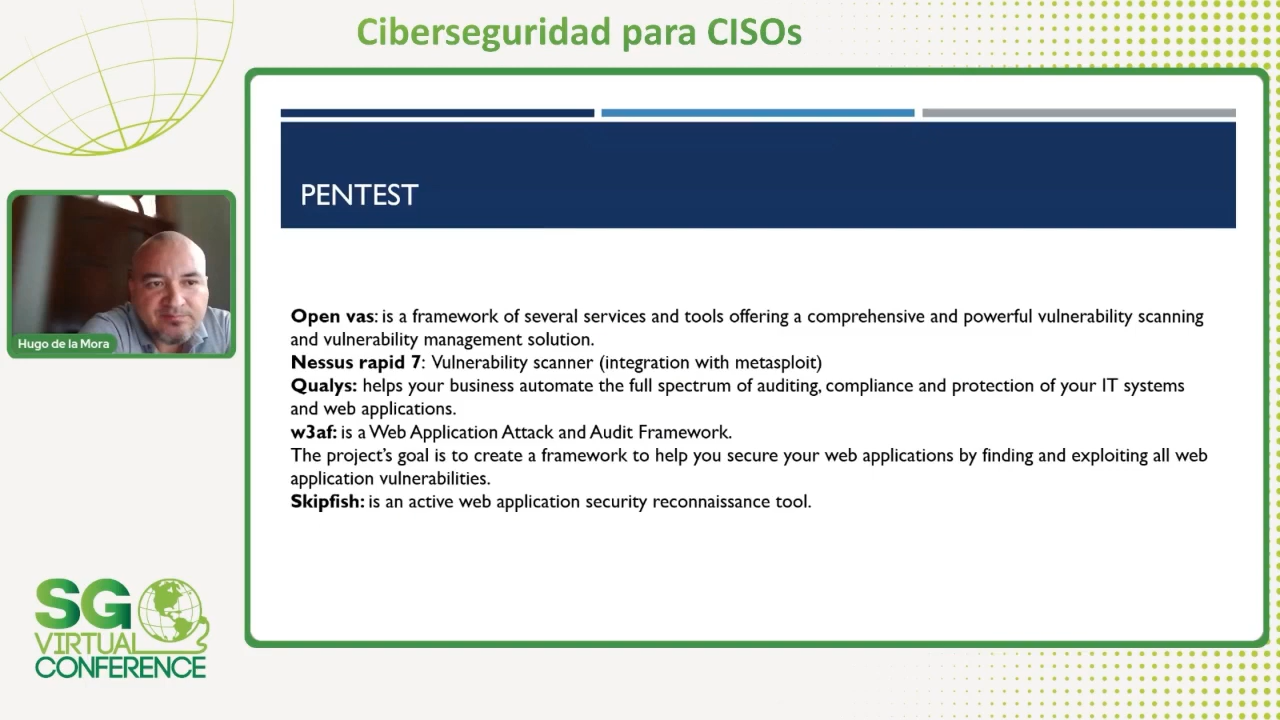 Ciberseguridad para CISOs
PENTEST
Hugo de la Mora
Open vas: is a framework of several services and tools offering a comprehensive and powerful vulnerability scanning
and vulnerability management solution.
Nessus rapid 7: Vulnerability scanner (integration with metasploit)
Qualys: helps your business automate the full spectrum of auditing, compliance and protection of your IT systems
and web applications.
w3af: is a Web Application Attack and Audit Framework.
The project's goal is to create a framework to help you secure your web applications by finding and exploiting all web
application vulnerabilities.
Skipfish: is an active web application security reconnaissance tool.
SG
VIRTUAL
CONFERENCE